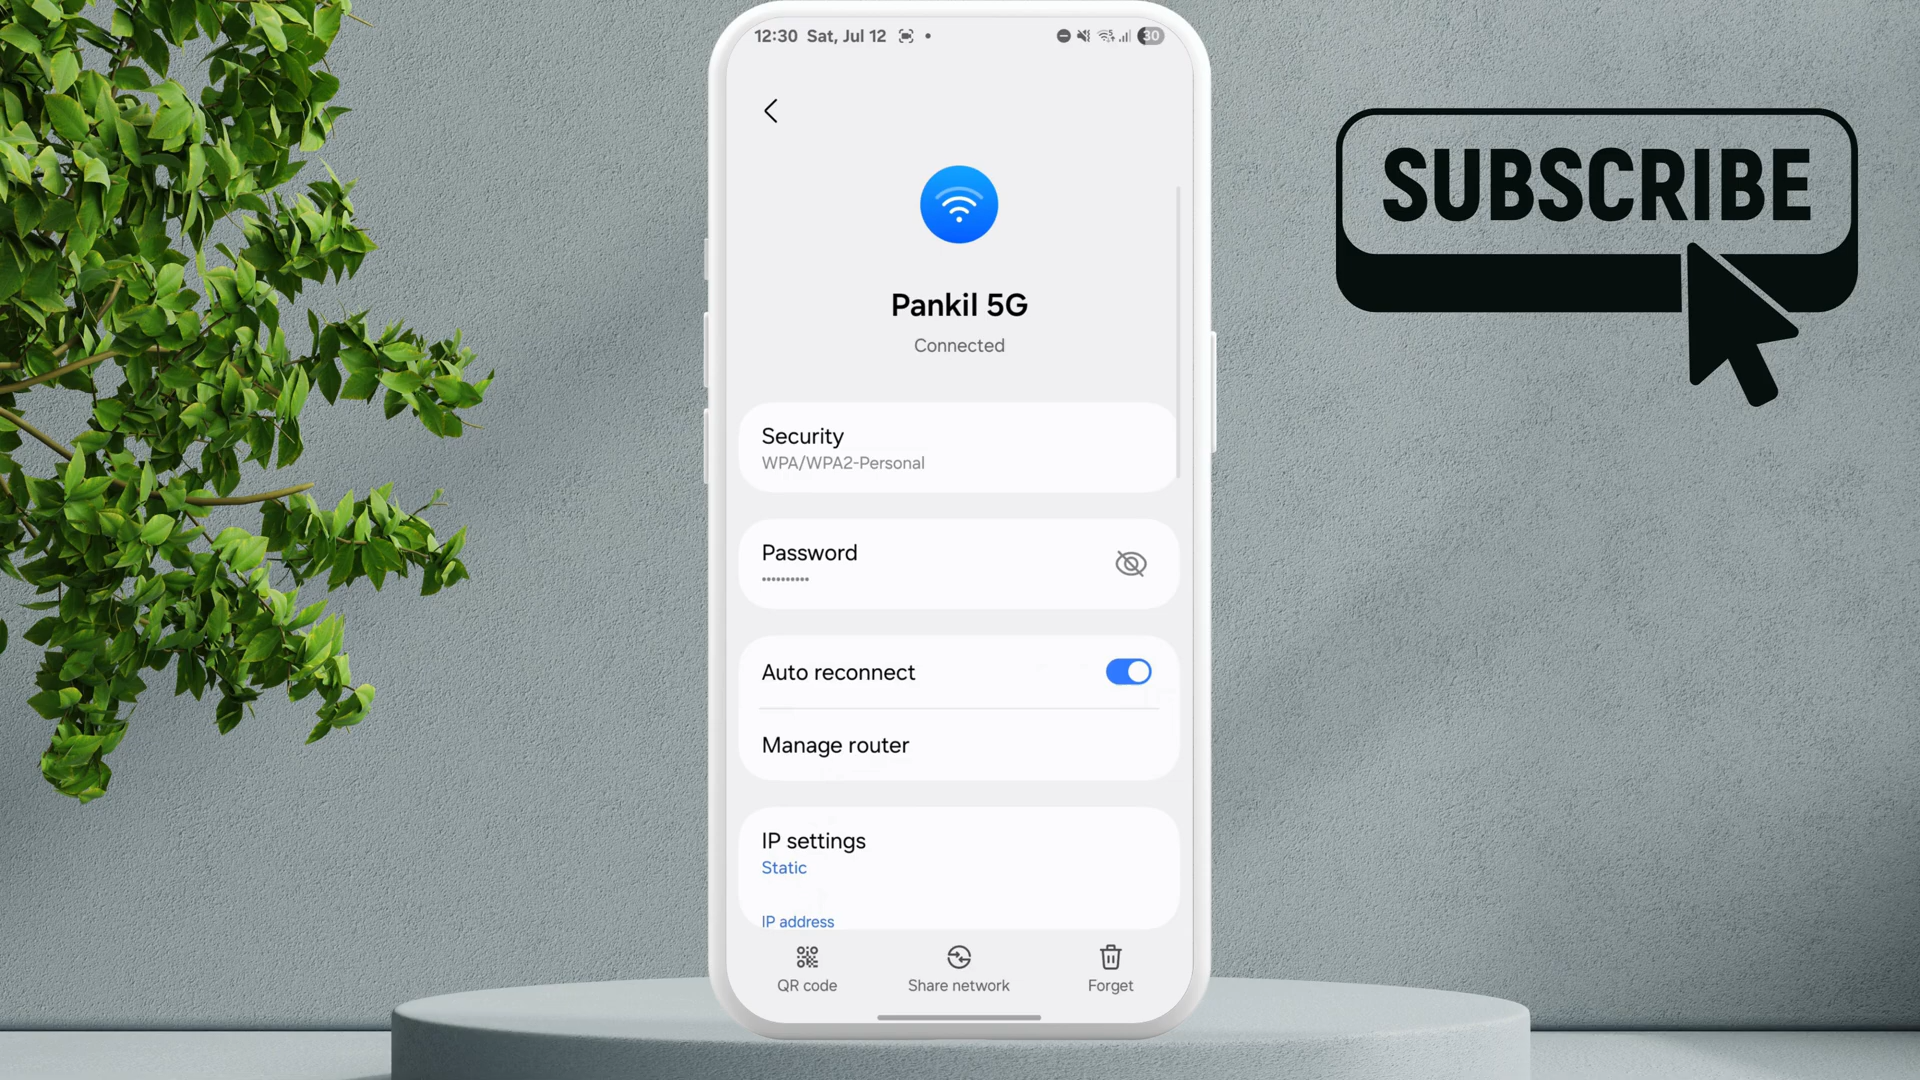 12:30 Sat, Jul 12
30
SUBSCRIBE
Pankil 5G
Connected
Security
WPA/WPA2-Personal
Password
••••••••••
Auto reconnect
Manage router
IP settings
Static
IP address
QR code
Share network
Forget